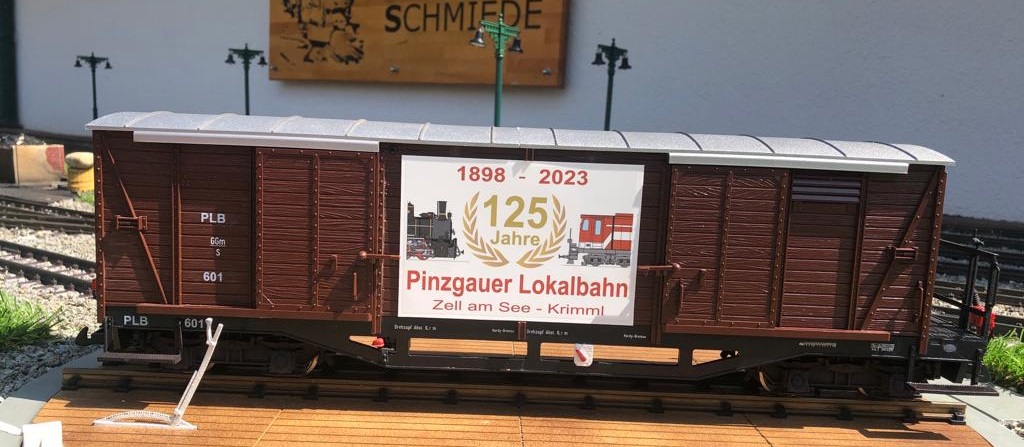 SCHMIEDE
1898 - 2023
125
Jahre
Pinzgauer Lokalbahn
Zell am See - Krimml
PLB
GGm
S
601
PLB 601